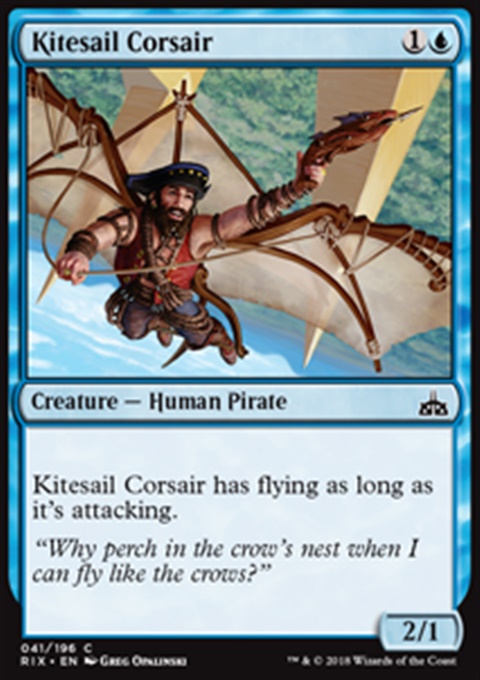 Kitesail Corsair 1
Creature — Human Pirate
Kitesail Corsair has flying as long as
it's attacking.
"Why perch in the crow's nest when I
can fly like the crows?"
2/1
041/196 C
RIX • EN Greg Opalinski
™ & © 2018 Wizards of the Coast